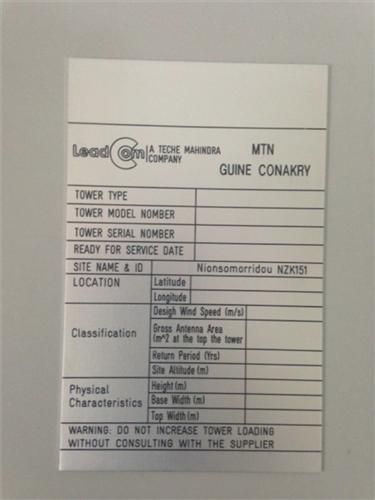 LeadCom A TECHE MAHINDRA COMPANY
MTN
GUINE CONAKRY
TOWER TYPE
TOWER MODEL NOMBER
TOWER SERIAL NOMBER
READY FOR SERVICE DATE
SITE NAME & ID Nionsomorridou NZK151
LOCATION Latitude
Longitude
Classification
Desigh Wind Speed (m/s)
Gross Antenna Area
(m^2 at the top the tower
Return Period (Yrs)
Site Altitude (m)
Physical
Characteristics
Height(m)
Base Width (m)
Top Width(m)
WARNING: DO NOT INCREASE TOWER LOADING
WITHOUT CONSULTING WITH THE SUPPLIER